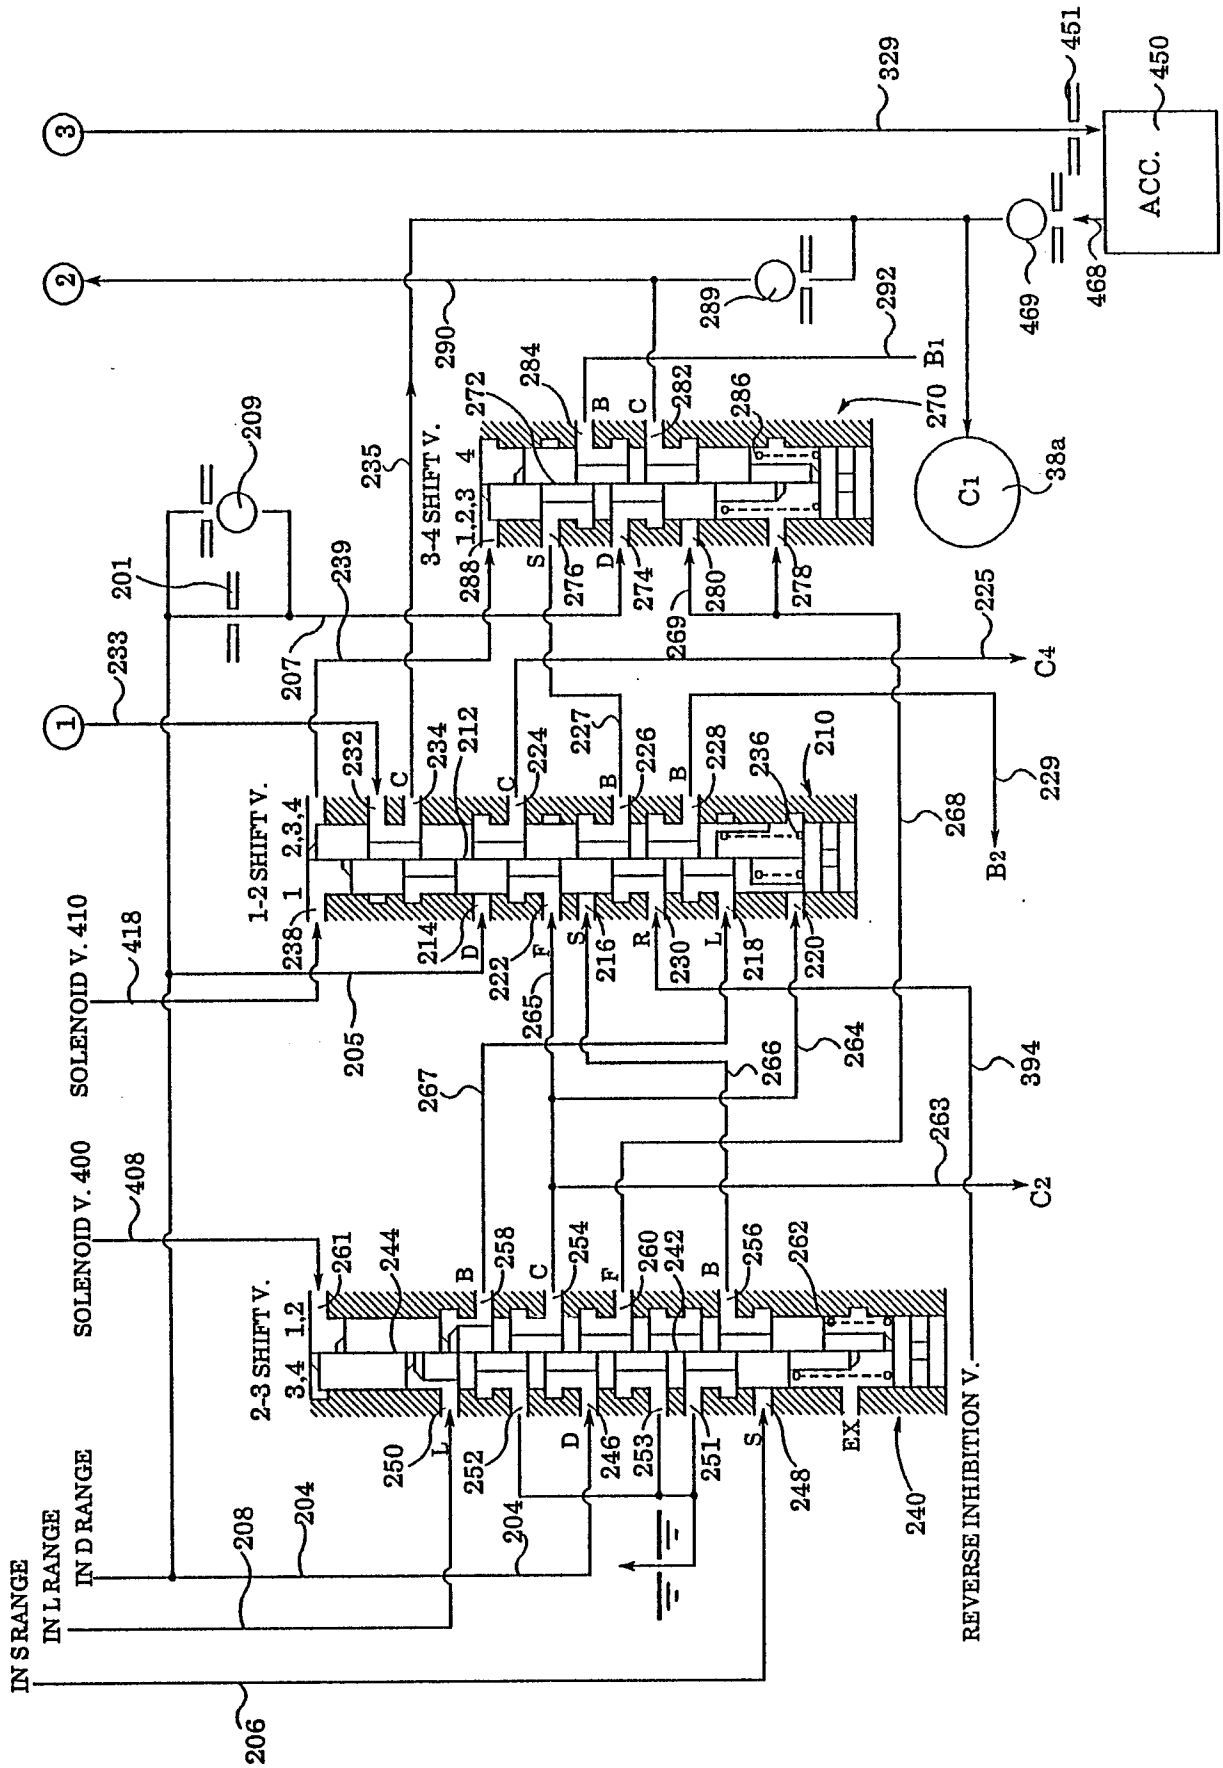 IN S RANGE
IN L RANGE
IN D RANGE
206
208
204
204
SOLENOID V. 400
408
SOLENOID V. 410
418
205
1
233
2
290
3
329
2-3 SHIFT V.
3,4
1,2
261
244
250
L
B
258
252
C
254
D
246
F
260
253
242
251
B
256
S
248
262
EX
240
REVERSE INHIBITION V.
394
267
265
266
264
263
C2
268
1-2 SHIFT V.
1
2,3,4
238
232
C
234
214
D
212
222
F
C
224
S
216
B
226
R
230
B
228
L
218
236
220
210
227
229
B2
225
C4
239
207
201
209
235
3-4 SHIFT V.
1,2,3
4
288
272
284
S
276
B
D
274
C
282
269
280
286
278
270
289
292
B1
C1
38a
469
468
451
450
ACC.